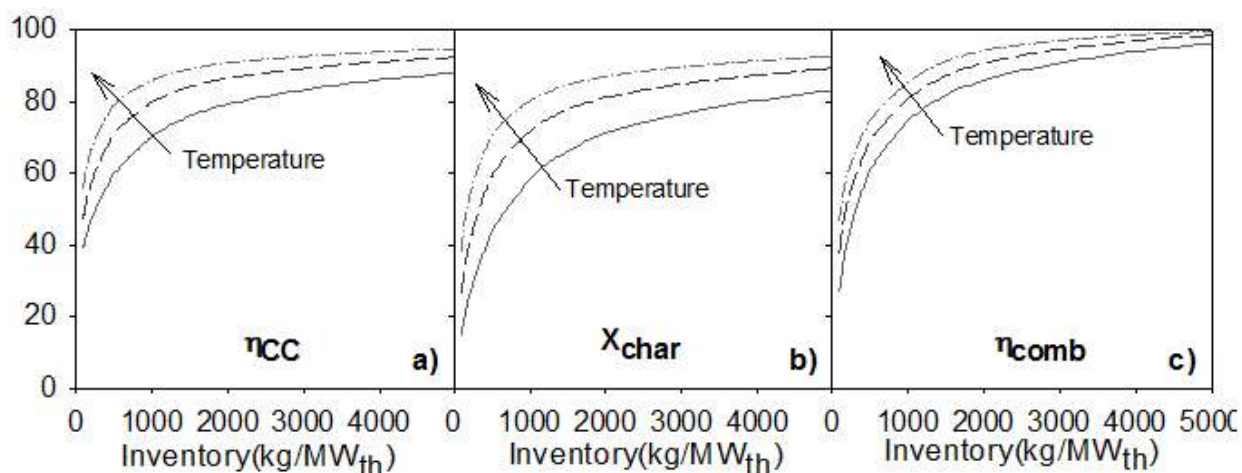 100
80
60
40
20
0
Temperature
Temperature
Temperature
ηCC a)
Xchar b)
ηcomb c)
0 1000 2000 3000 4000 0 1000 2000 3000 4000 0 1000 2000 3000 4000 5000
Inventory(kg/MWth) Inventory(kg/MWth) Inventory(kg/MWth)